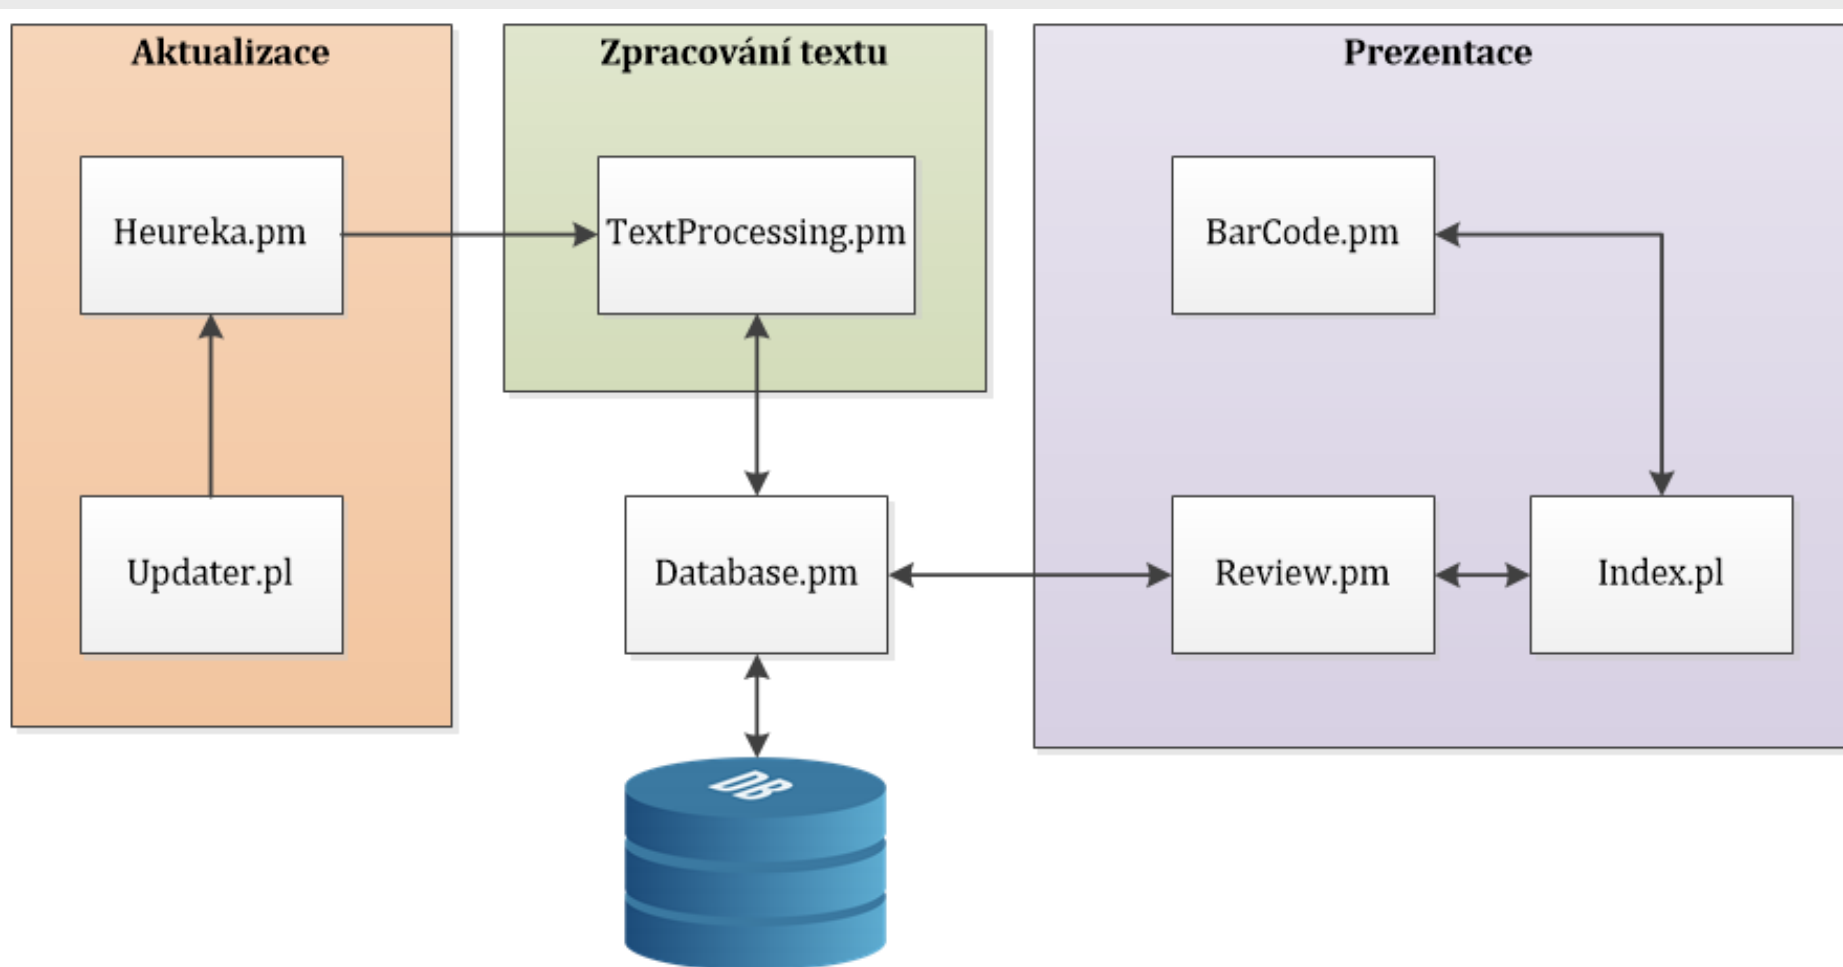 Aktualizace
Zpracování textu
Prezentace
Heureka.pm
TextProcessing.pm
BarCode.pm
Updater.pl
Database.pm
Review.pm
Index.pl
DB